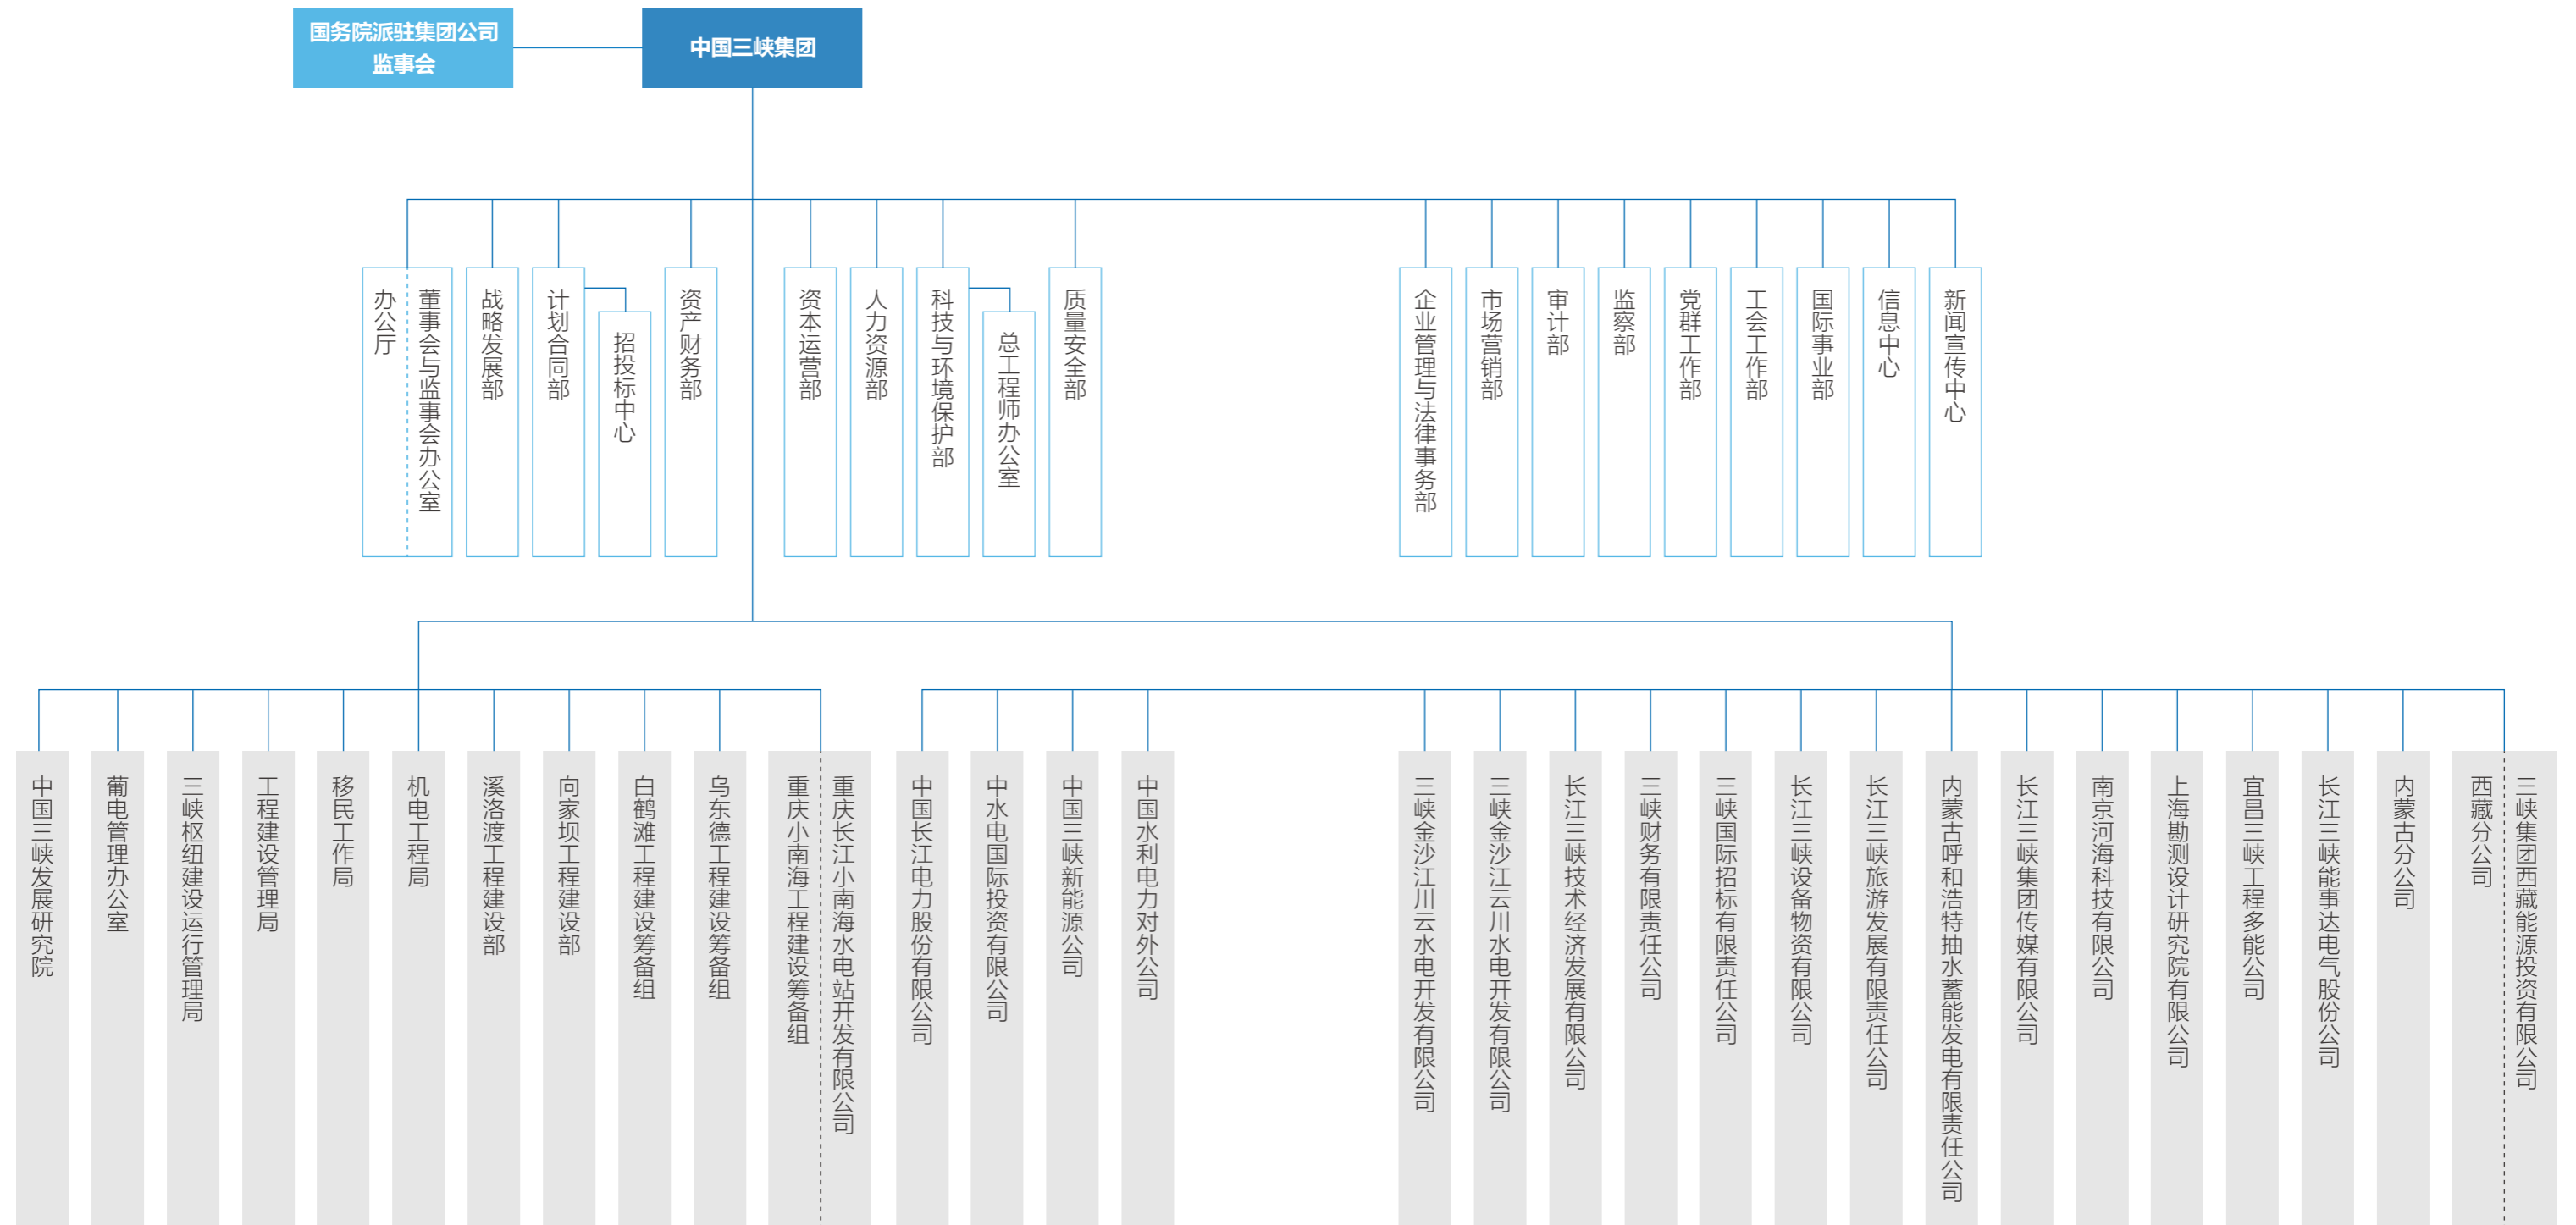 国务院派驻集团公司
监事会
中国三峡集团
办公厅
董事会与监事会办公室
战略发展部
计划合同部
招投标中心
资产财务部
资本运营部
人力资源部
科技与环境保护部
总工程师办公室
质量安全部
企业管理与法律事务部
市场营销部
审计部
监察部
党群工作部
工会工作部
国际事业部
信息中心
新闻宣传中心
中国三峡发展研究院
葡电管理办公室
三峡枢纽建设运行管理局
工程建设管理局
移民工作局
机电工程局
溪洛渡工程建设部
向家坝工程建设部
白鹤滩工程建设筹备组
乌东德工程建设筹备组
重庆小南海工程建设筹备组
重庆长江小南海水电站开发有限公司
中国长江电力股份有限公司
中水电国际投资有限公司
中国三峡新能源公司
中国水利电力对外公司
三峡金沙江川云水电开发有限公司
三峡金沙江云川水电开发有限公司
长江三峡技术经济发展有限公司
三峡财务有限责任公司
三峡国际招标有限责任公司
长江三峡设备物资有限公司
长江三峡旅游发展有限责任公司
内蒙古呼和浩特抽水蓄能发电有限责任公司
长江三峡集团传媒有限公司
南京河海科技有限公司
上海勘测设计研究院有限公司
宜昌三峡工程多能公司
长江三峡能事达电气股份公司
内蒙古分公司
西藏分公司
三峡集团西藏能源投资有限公司